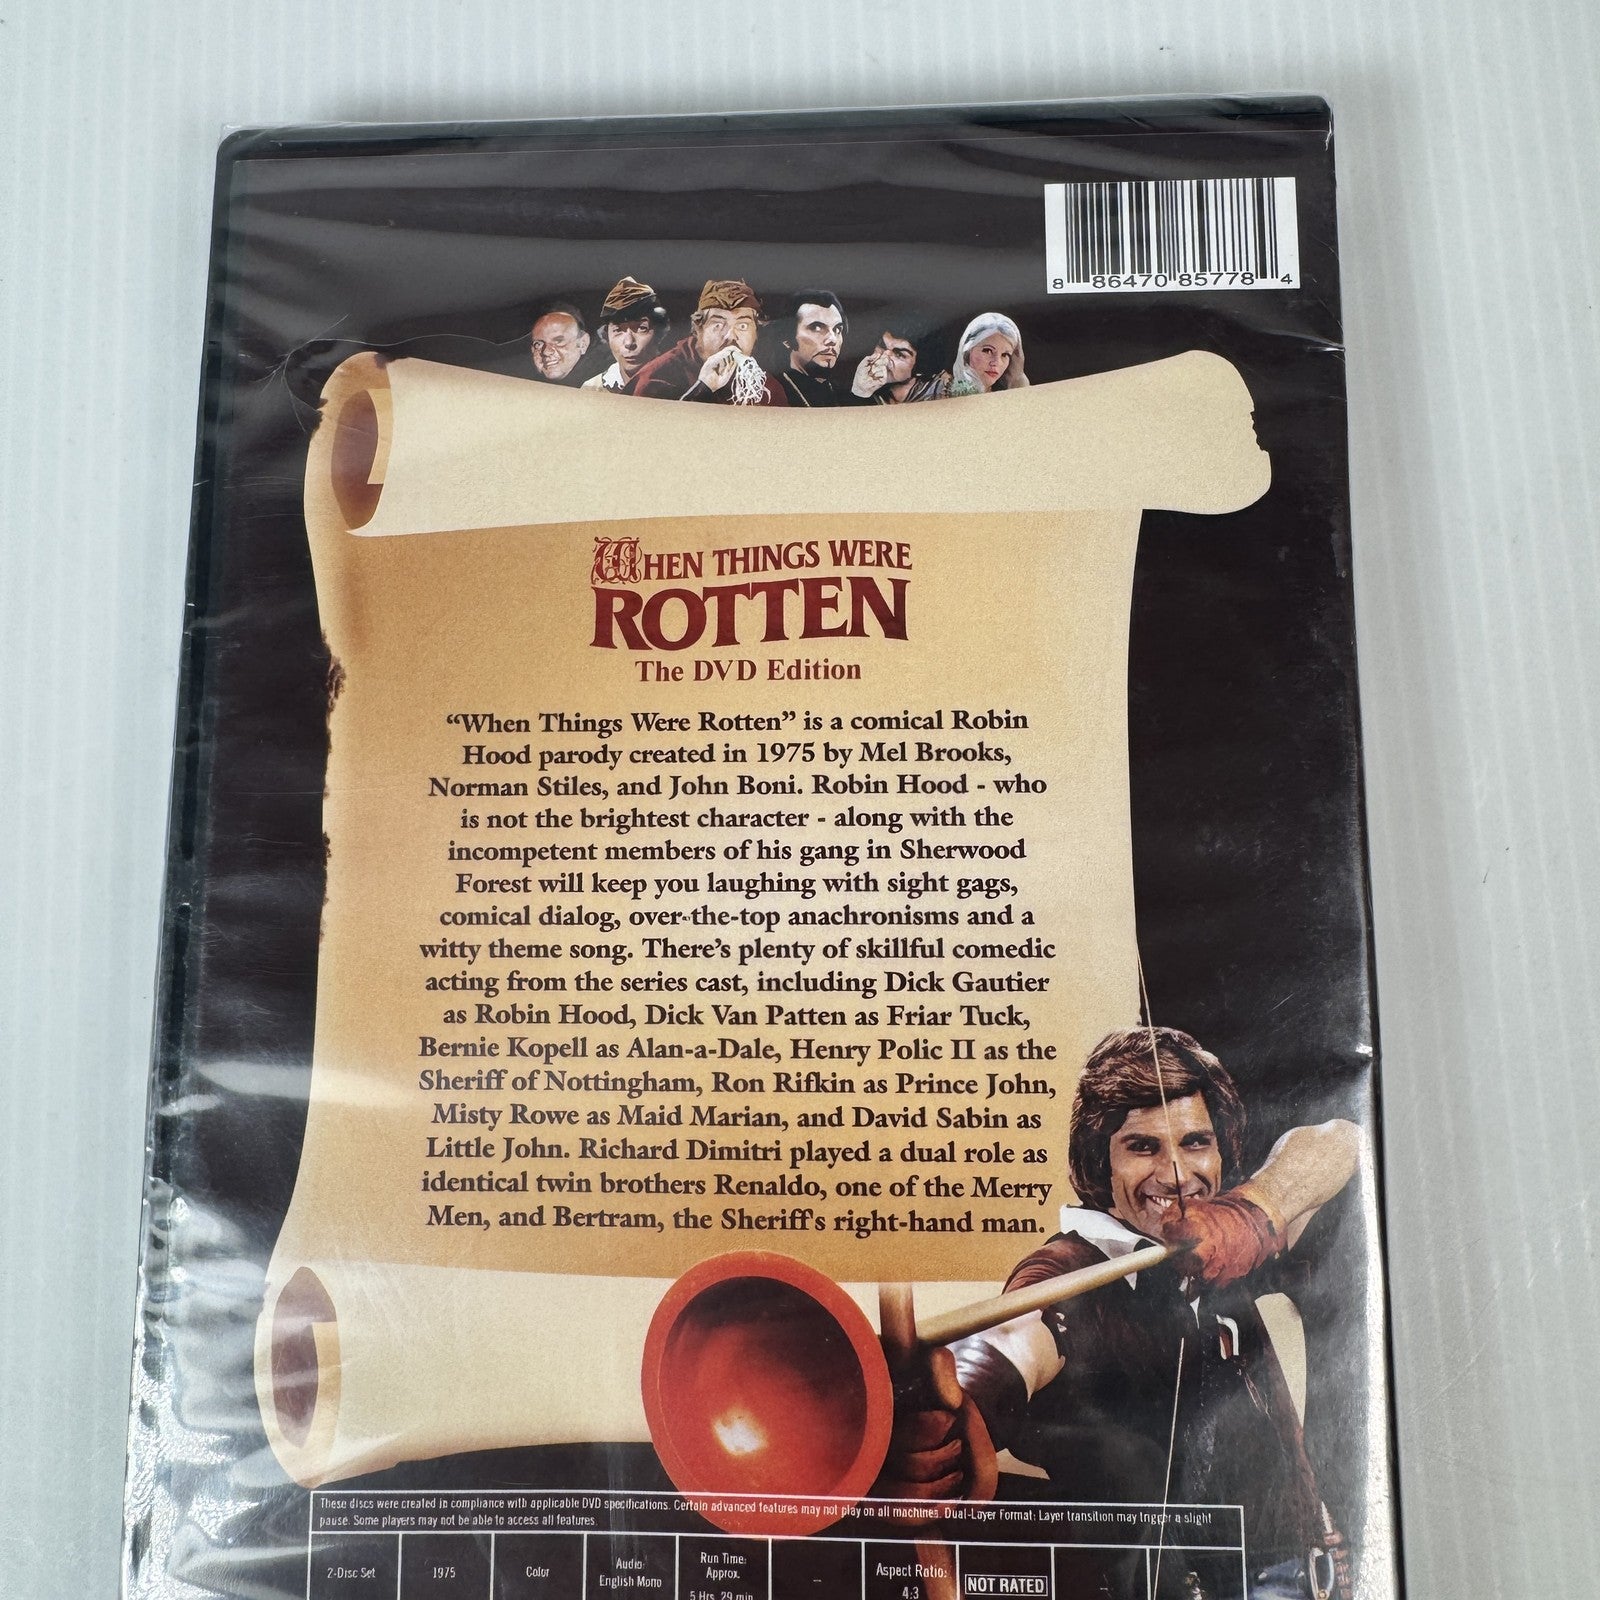 8 86470 85778 4
WHEN THINGS WERE
ROTTEN
The DVD Edition
“When Things Were Rotten” is a comical Robin
Hood parody created in 1975 by Mel Brooks,
Norman Stiles, and John Boni. Robin Hood - who
is not the brightest character - along with the
incompetent members of his gang in Sherwood
Forest will keep you laughing with sight gags,
comical dialog, over-the-top anachronisms and a
witty theme song. There’s plenty of skillful comedic
acting from the series cast, including Dick Gautier
as Robin Hood, Dick Van Patten as Friar Tuck,
Bernie Kopell as Alan-a-Dale, Henry Polic II as the
Sheriff of Nottingham, Ron Rifkin as Prince John,
Misty Rowe as Maid Marian, and David Sabin as
Little John. Richard Dimitri played a dual role as
identical twin brothers Renaldo, one of the Merry
Men, and Bertram, the Sheriff's right-hand man.
These discs were created in compliance with applicable DVD specifications. Certain advanced features may not play on all machines. Dual-Layer Format: Layer transition may trigger a slight
pause. Some players may not be able to access all features.
2-Disc Set
1975
Color
Audio:
English Mono
Run Time:
Approx.
5 Hrs. 29 min.
–
Aspect Ratio:
4:3
NOT RATED
–